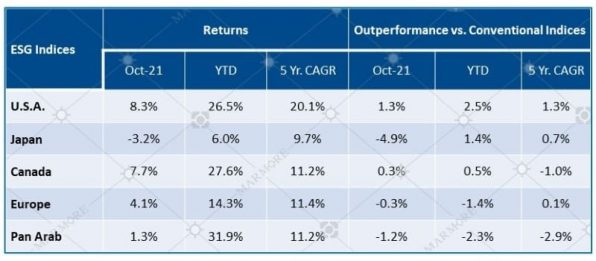 ESG Indices Returns Outperformance vs. Conventional Indices
Oct-21 YTD 5 Yr. CAGR Oct-21 YTD 5 Yr. CAGR
U.S.A. 8.3% 26.5% 20.1% 1.3% 2.5% 1.3%
Japan -3.2% 6.0% 9.7% -4.9% 1.4% 0.7%
Canada 7.7% 27.6% 11.2% 0.3% 0.5% -1.0%
Europe 4.1% 14.3% 11.4% -0.3% -1.4% 0.1%
Pan Arab 1.3% 31.9% 11.2% -1.2% -2.3% -2.9%
MARMORE
MARMORE